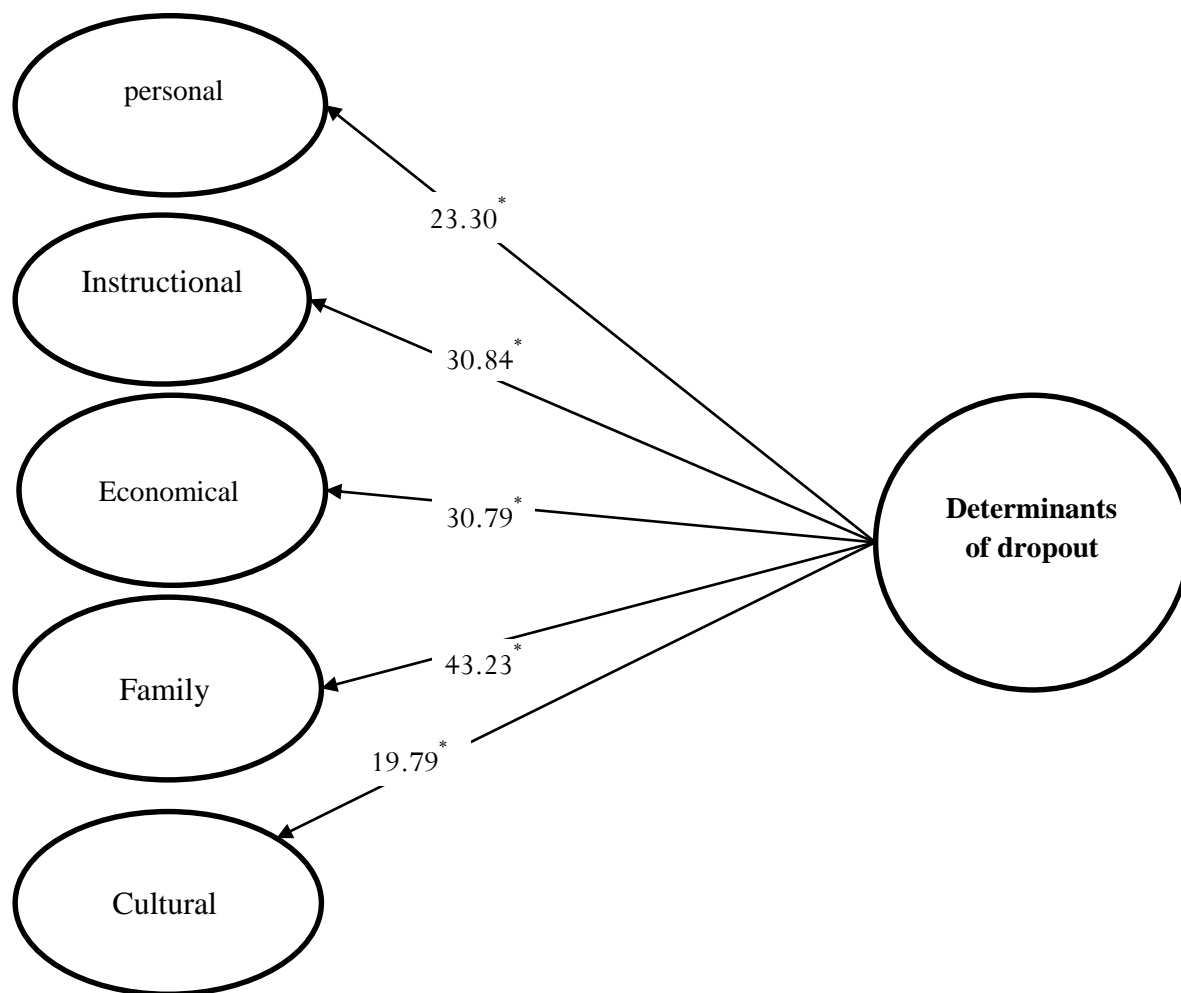 personal
23.30*
Instructional
30.84*
Economical
30.79*
Determinants
of dropout
Family
43.23*
19.79*
Cultural